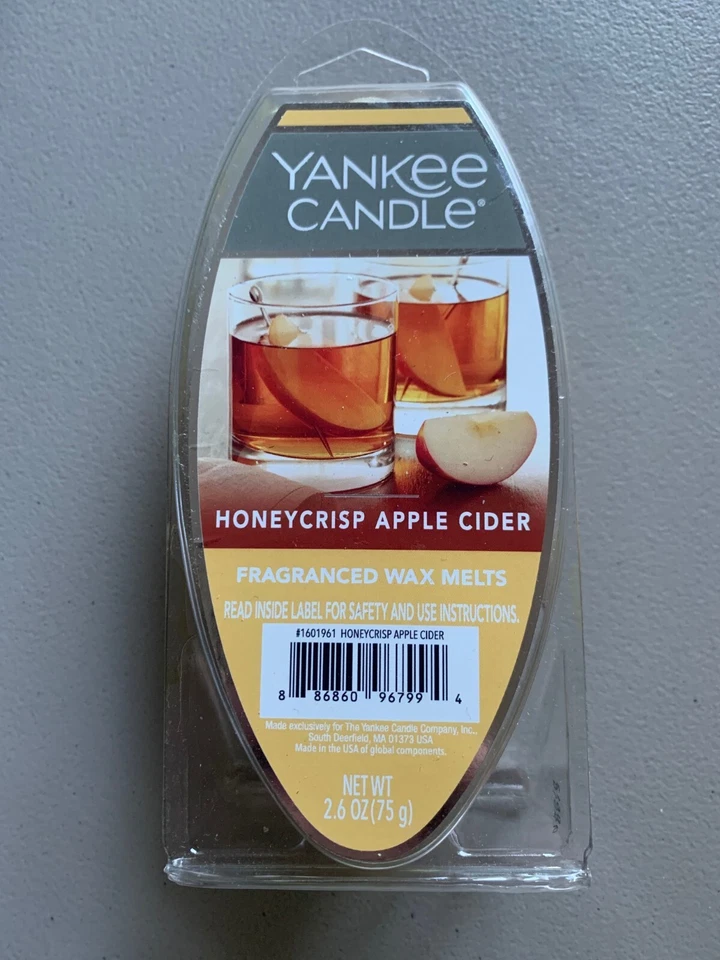 YANKEE
CANDLE®
HONEYCRISP APPLE CIDER
FRAGRANCED WAX MELTS
READ INSIDE LABEL FOR SAFETY AND USE INSTRUCTIONS.
#1601961 HONEYCRISP APPLE CIDER
8 86860 96799 4
Made exclusively for The Yankee Candle Company, Inc.,
South Deerfield, MA 01373 USA
Made in the USA of global components.
NET WT
2.6 OZ (75 g)